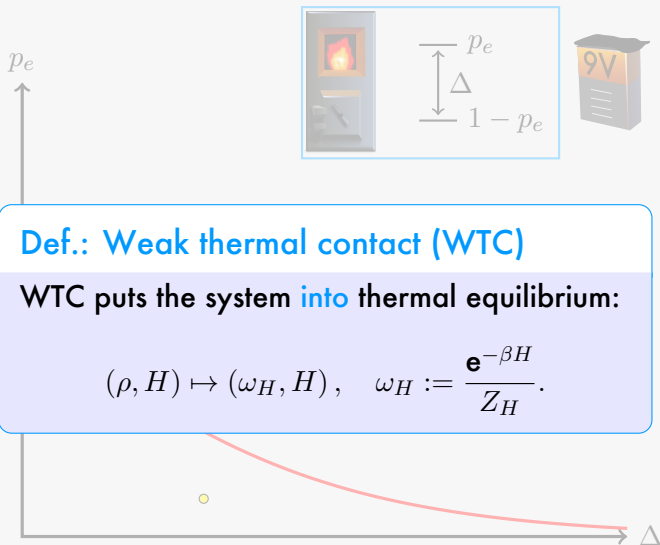 p_e
p_e
Δ
1 − p_e
9V
Def.: Weak thermal contact (WTC)
WTC puts the system into thermal equilibrium:
(ρ, H) ↦ (ω_H, H) ,   ω_H := e^{−βH} / Z_H .
Δ